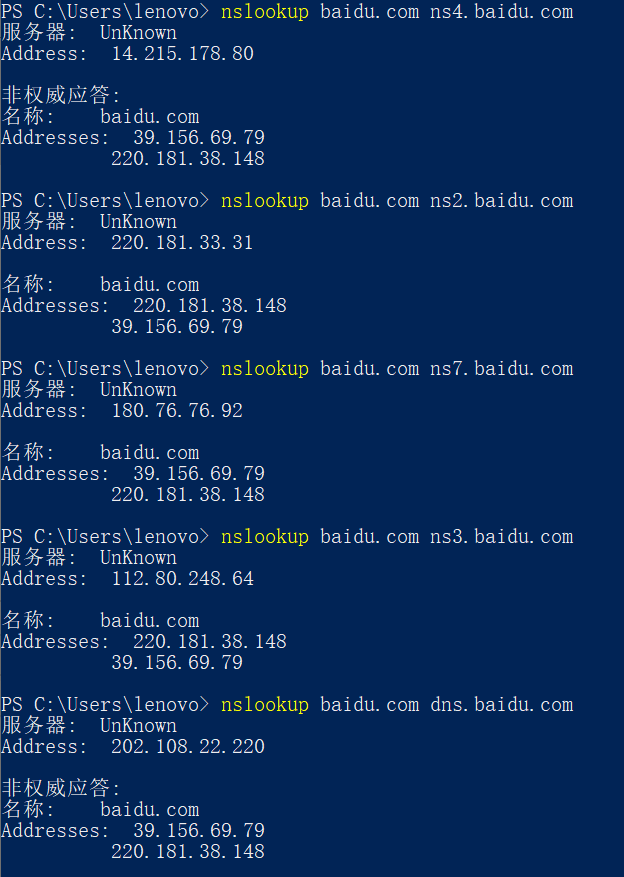 PS C:\Users\lenovo> nslookup baidu.com ns4.baidu.com
服务器:  UnKnown
Address:  14.215.178.80
非权威应答:
名称:    baidu.com
Addresses:  39.156.69.79
220.181.38.148
PS C:\Users\lenovo> nslookup baidu.com ns2.baidu.com
服务器:  UnKnown
Address:  220.181.33.31
名称:    baidu.com
Addresses:  220.181.38.148
39.156.69.79
PS C:\Users\lenovo> nslookup baidu.com ns7.baidu.com
服务器:  UnKnown
Address:  180.76.76.92
名称:    baidu.com
Addresses:  39.156.69.79
220.181.38.148
PS C:\Users\lenovo> nslookup baidu.com ns3.baidu.com
服务器:  UnKnown
Address:  112.80.248.64
名称:    baidu.com
Addresses:  220.181.38.148
39.156.69.79
PS C:\Users\lenovo> nslookup baidu.com dns.baidu.com
服务器:  UnKnown
Address:  202.108.22.220
非权威应答:
名称:    baidu.com
Addresses:  39.156.69.79
220.181.38.148